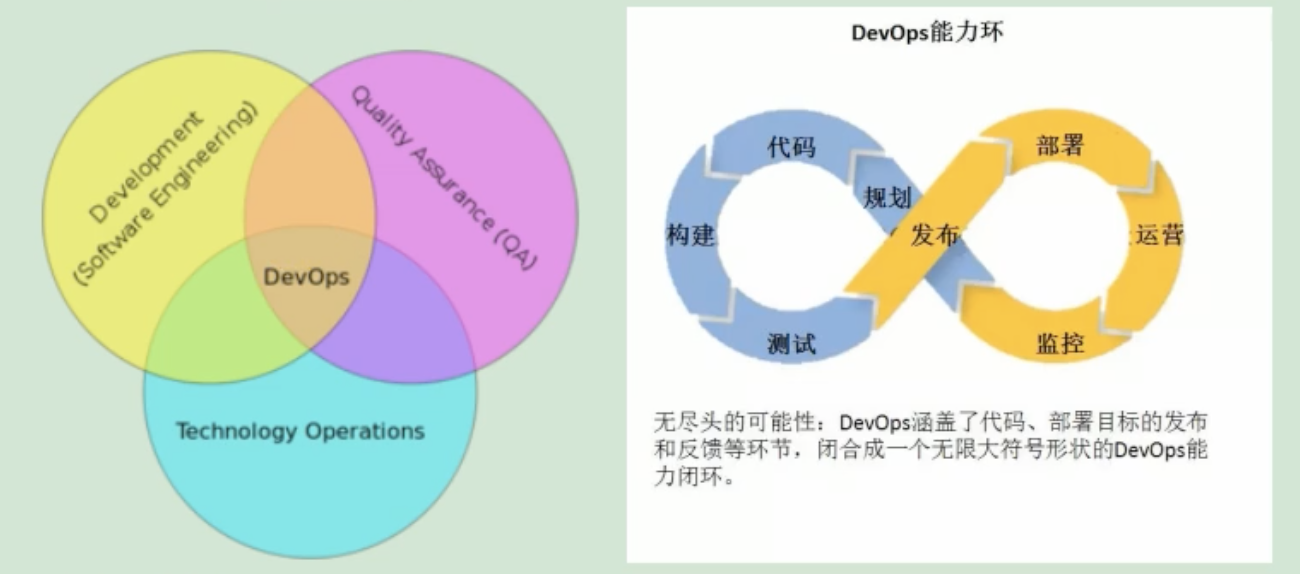 Development
(Software Engineering)
Quality Assurance (QA)
DevOps
Technology Operations
DevOps能力环
代码
规划
构建
测试
发布
部署
运营
监控
无尽头的可能性：DevOps涵盖了代码、部署目标的发布
和反馈等环节，闭合成一个无限大符号形状的DevOps能
力闭环。